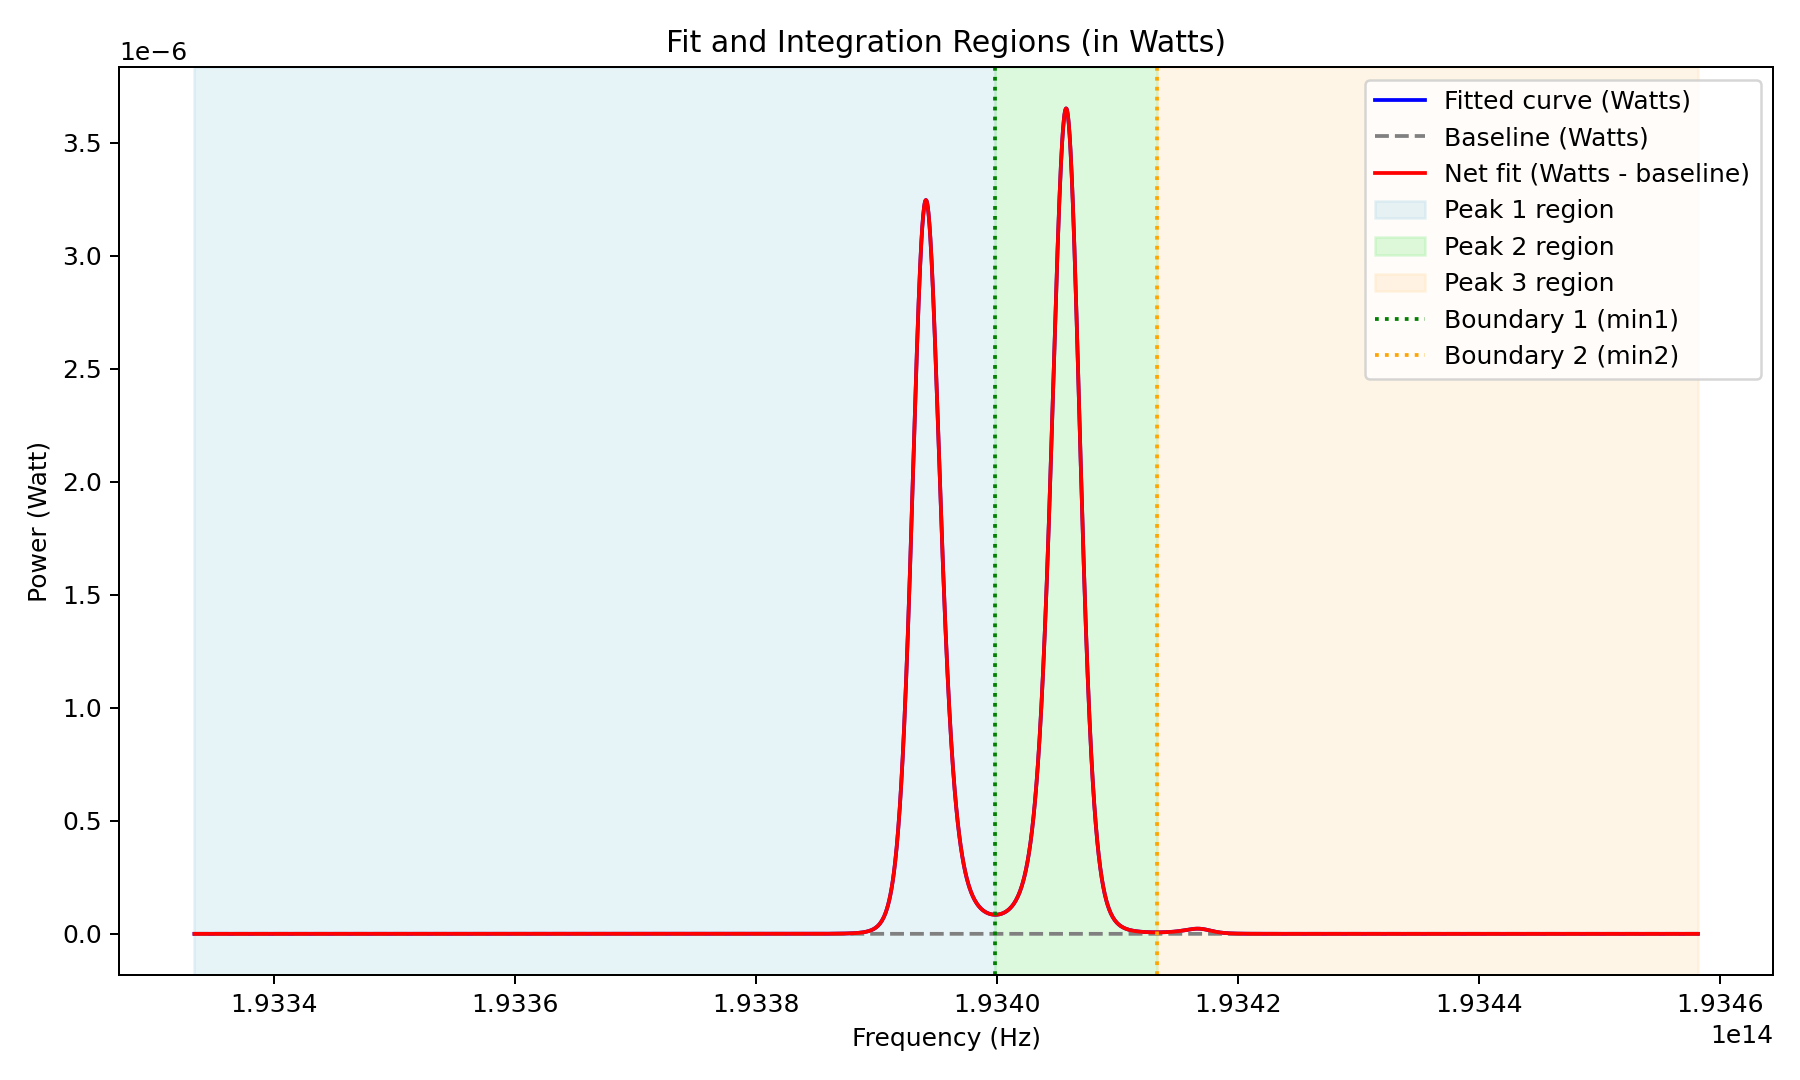 Fit and Integration Regions (in Watts)
1e−6
3.5
3.0
2.5
2.0
1.5
1.0
0.5
0.0
Power (Watt)
Fitted curve (Watts)
Baseline (Watts)
Net fit (Watts - baseline)
Peak 1 region
Peak 2 region
Peak 3 region
Boundary 1 (min1)
Boundary 2 (min2)
1.9334 1.9336 1.9338 1.9340 1.9342 1.9344 1.9346
1e14
Frequency (Hz)